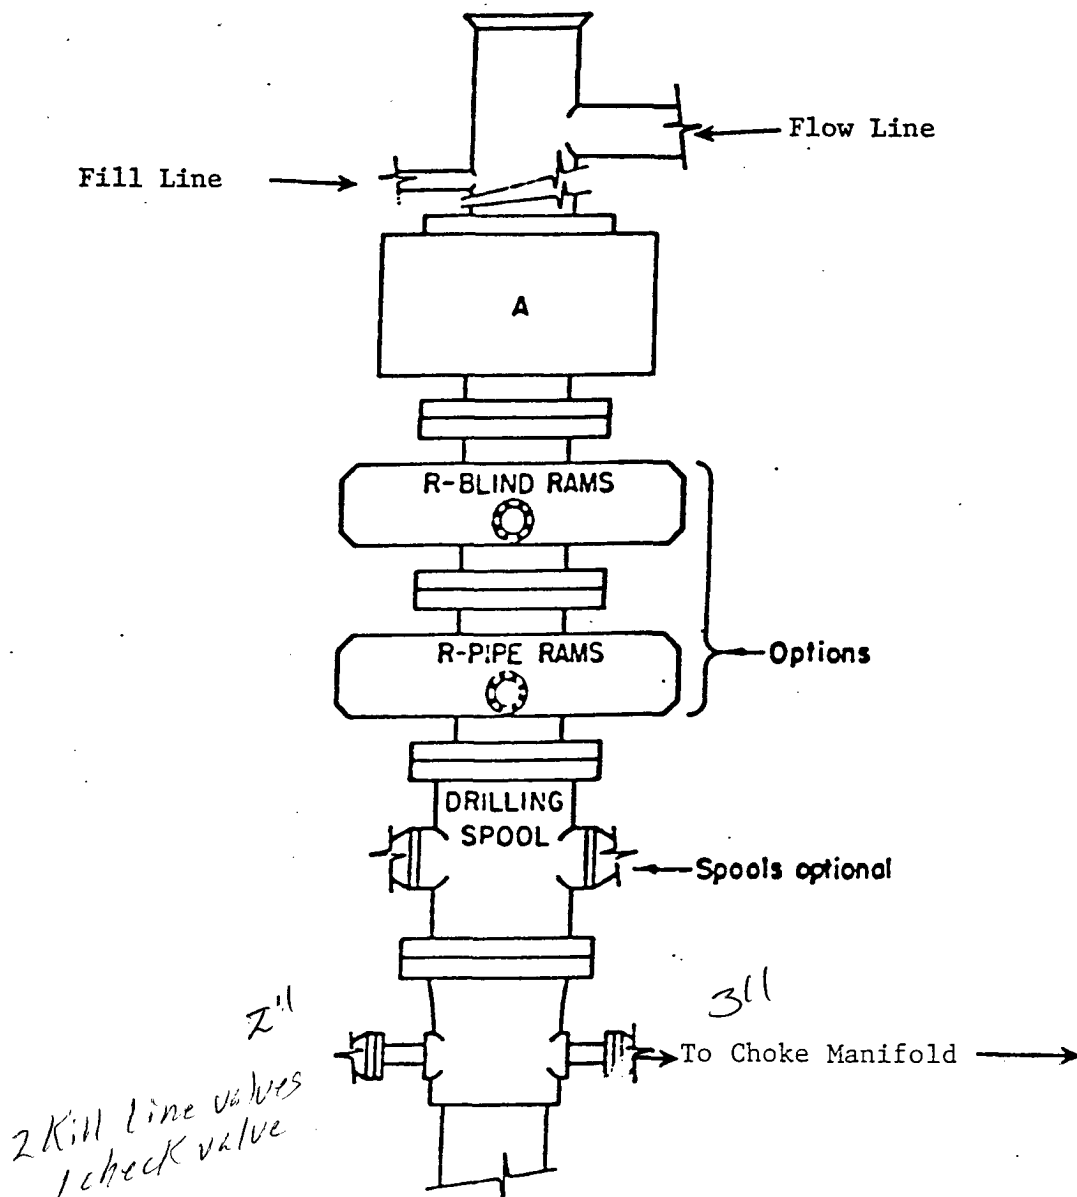 Flow Line
Fill Line
A
R-BLIND RAMS
R-PIPE RAMS
Options
DRILLING
SPOOL
Spools optional
2"
3"
To Choke Manifold
2 Kill line valves
1 check valve